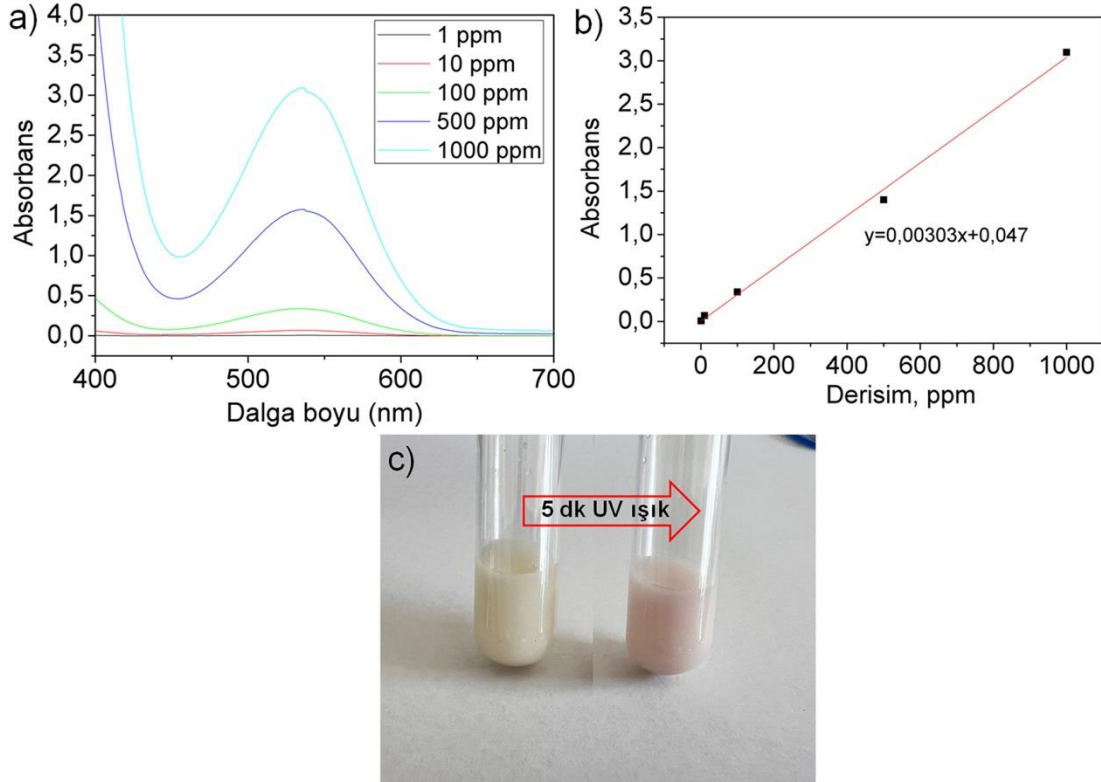 a)
4,0
3,5
3,0
2,5
2,0
1,5
1,0
0,5
0,0
Absorbans
400
500
600
700
Dalga boyu (nm)
1 ppm
10 ppm
100 ppm
500 ppm
1000 ppm
b)
3,5
3,0
2,5
2,0
1,5
1,0
0,5
0,0
Absorbans
y=0,00303x+0,047
0
200
400
600
800
1000
Derisim, ppm
c)
5 dk UV ışık